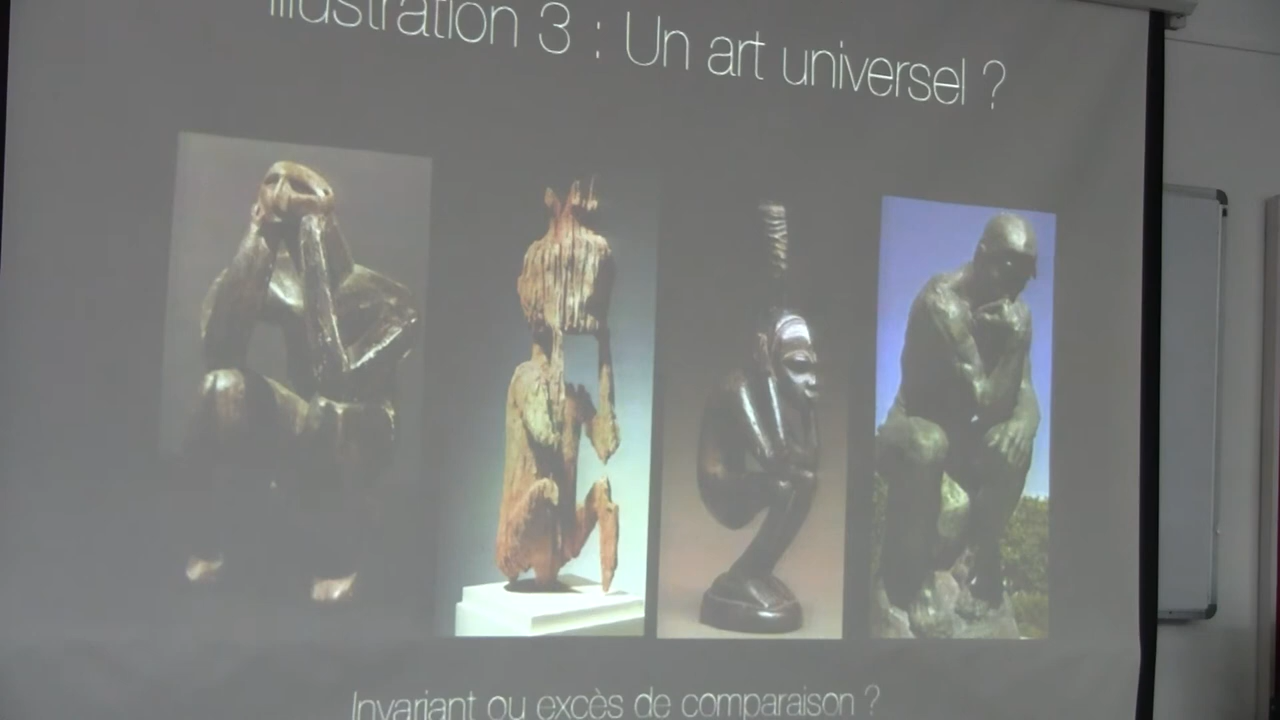 Illustration 3 : Un art universel ?
Invariant ou excès de comparaison ?